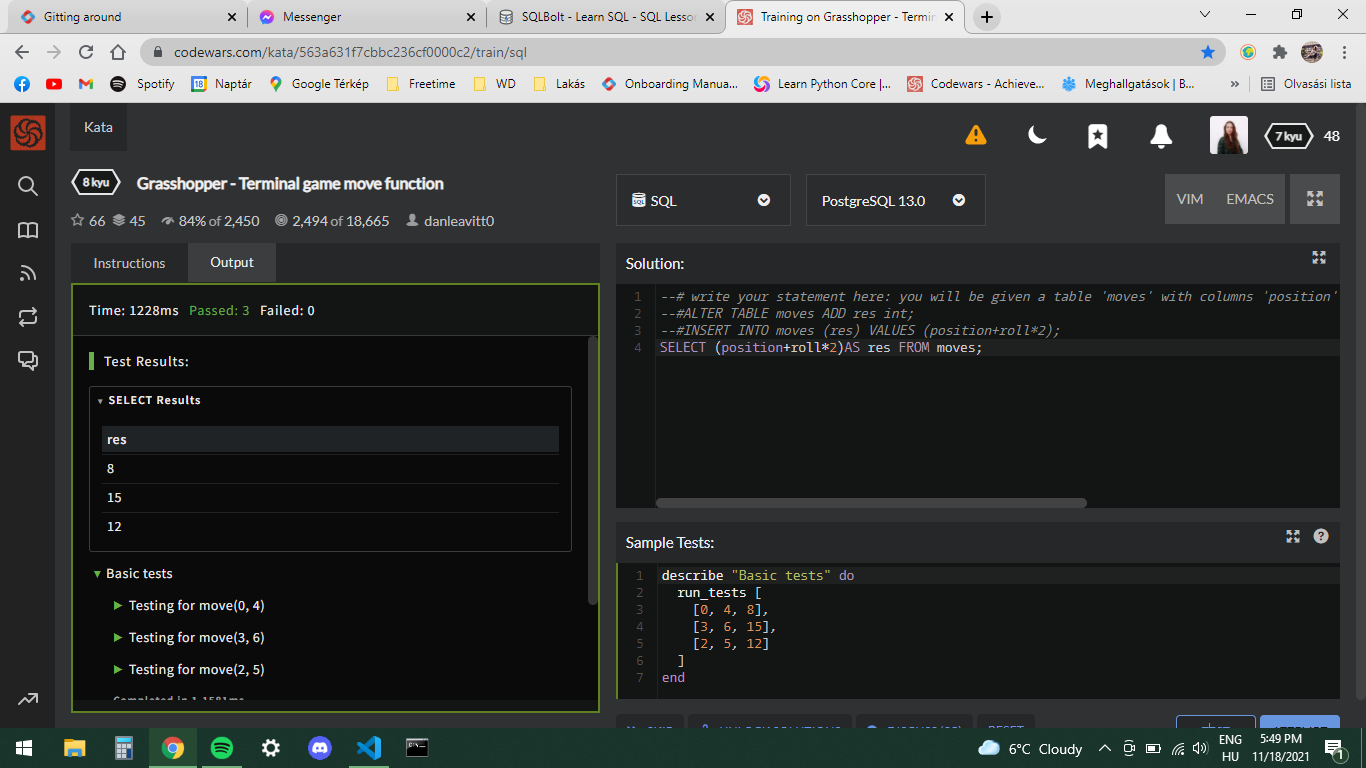 Gitting around
Messenger
SQLBolt - Learn SQL - SQL Lesso
Training on Grasshopper - Termin
codewars.com/kata/563a631f7cbbc236cf0000c2/train/sql
Spotify
18 Naptár
Google Térkép
Freetime
WD
Lakás
Onboarding Manua...
Learn Python Core |...
Codewars - Achieve...
Meghallgatások | B...
»
Olvasási lista
Kata
7 kyu 48
8 kyu Grasshopper - Terminal game move function
66 45 84% of 2,450 2,494 of 18,665 danleavitt0
SQL SQL
PostgreSQL 13.0
VIM EMACS
Instructions
Output
Time: 1228ms Passed: 3 Failed: 0
Test Results:
SELECT Results
res
8
15
12
Basic tests
Testing for move(0, 4)
Testing for move(3, 6)
Testing for move(2, 5)
Completed in 1.1581ms
Solution:
1 --# write your statement here: you will be given a table 'moves' with columns 'position'
2 --#ALTER TABLE moves ADD res int;
3 --#INSERT INTO moves (res) VALUES (position+roll*2);
4 SELECT (position+roll*2)AS res FROM moves;
Sample Tests:
?
1 describe "Basic tests" do
2 run_tests [
3 [0, 4, 8],
4 [3, 6, 15],
5 [2, 5, 12]
6 ]
7 end
6°C Cloudy
ENG
HU
5:49 PM
11/18/2021
1